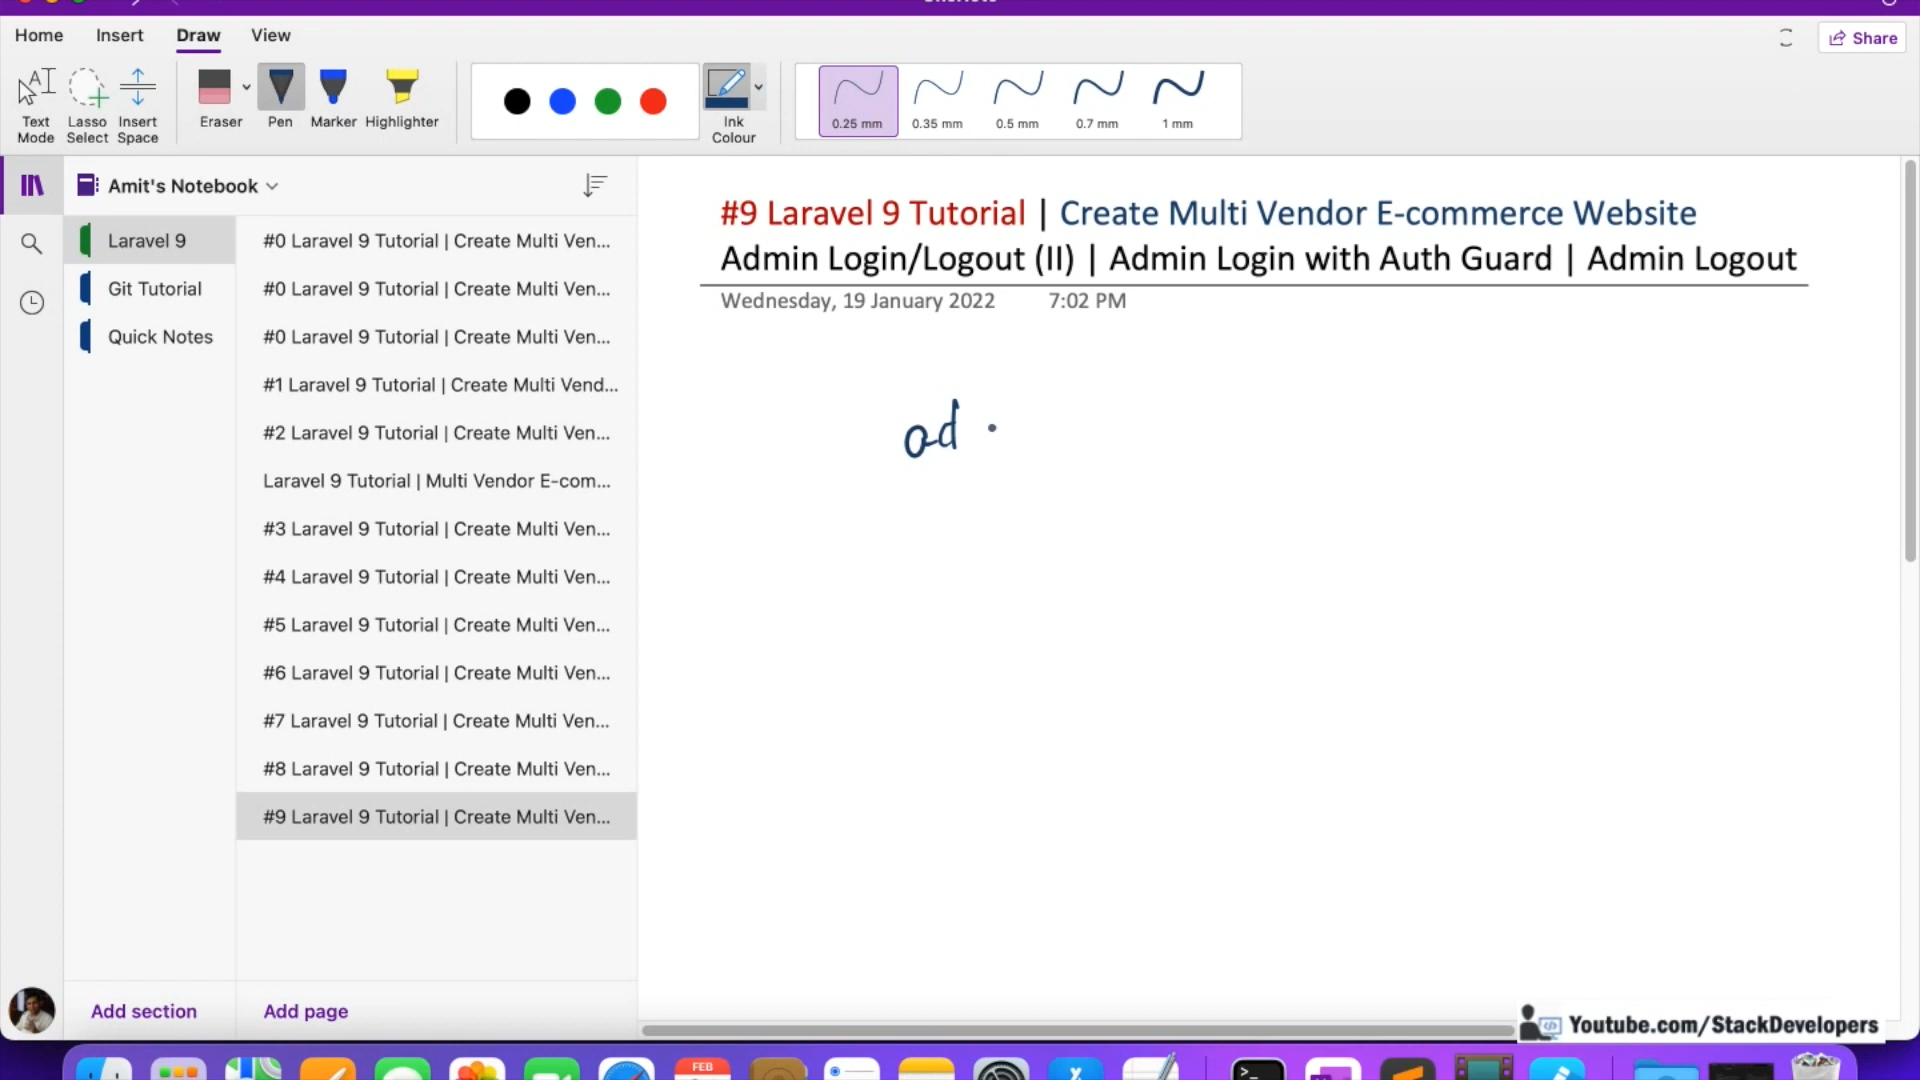 Home Insert Draw View
Share
Text Mode
Lasso Select
Insert Space
Eraser
Pen
Marker
Highlighter
Ink Colour
0.25 mm
0.35 mm
0.5 mm
0.7 mm
1 mm
Amit's Notebook
Laravel 9
Git Tutorial
Quick Notes
#0 Laravel 9 Tutorial | Create Multi Ven...
#0 Laravel 9 Tutorial | Create Multi Ven...
#0 Laravel 9 Tutorial | Create Multi Ven...
#1 Laravel 9 Tutorial | Create Multi Vend...
#2 Laravel 9 Tutorial | Create Multi Ven...
Laravel 9 Tutorial | Multi Vendor E-com...
#3 Laravel 9 Tutorial | Create Multi Ven...
#4 Laravel 9 Tutorial | Create Multi Ven...
#5 Laravel 9 Tutorial | Create Multi Ven...
#6 Laravel 9 Tutorial | Create Multi Ven...
#7 Laravel 9 Tutorial | Create Multi Ven...
#8 Laravel 9 Tutorial | Create Multi Ven...
#9 Laravel 9 Tutorial | Create Multi Ven...
Add section
Add page
#9 Laravel 9 Tutorial | Create Multi Vendor E-commerce Website
Admin Login/Logout (II) | Admin Login with Auth Guard | Admin Logout
Wednesday, 19 January 2022 7:02 PM
ad
Youtube.com/StackDevelopers
FEB